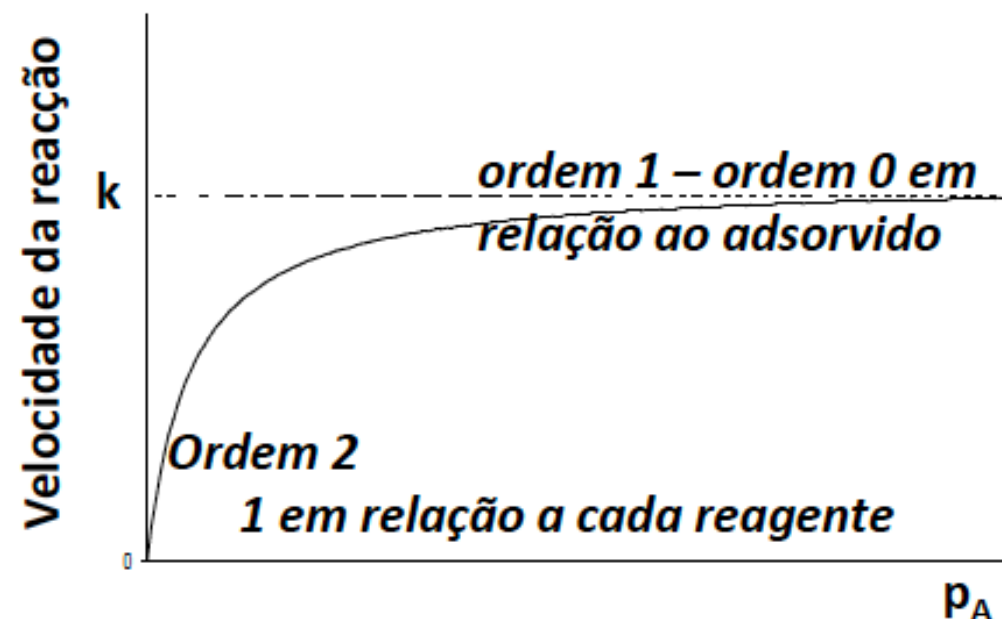 Velocidade da reacção
k
ordem 1 – ordem 0 em
relação ao adsorvido
Ordem 2
1 em relação a cada reagente
0
pA